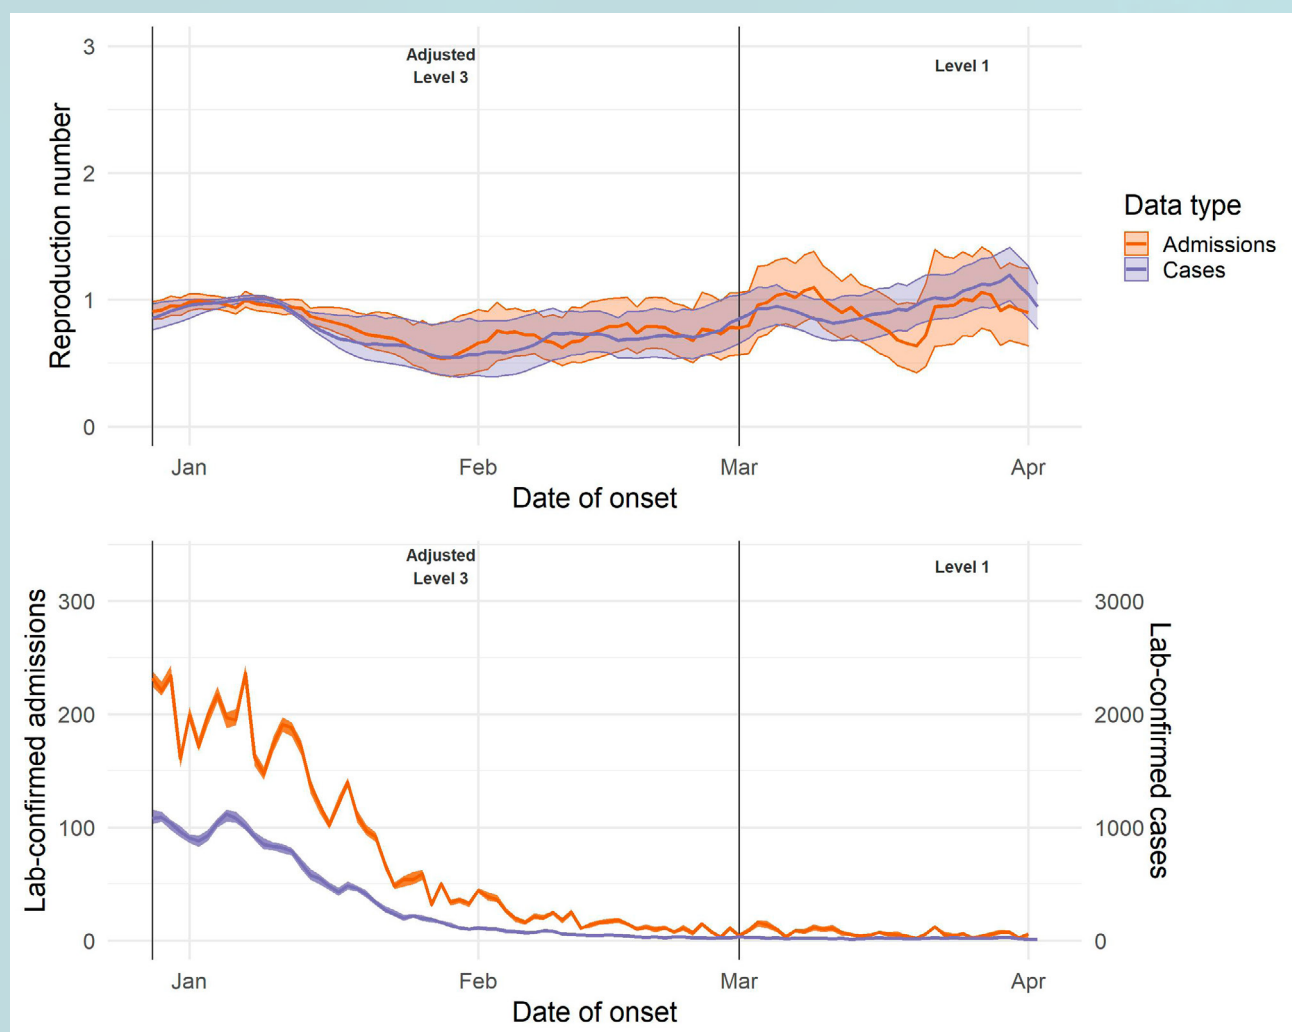 Reproduction number
3
2
1
0
Adjusted
Level 3
Level 1
Jan
Feb
Mar
Apr
Date of onset
Data type
Admissions
Cases
Lab-confirmed admissions
300
200
100
0
Adjusted
Level 3
Level 1
3000
2000
1000
0
Lab-confirmed cases
Jan
Feb
Mar
Apr
Date of onset